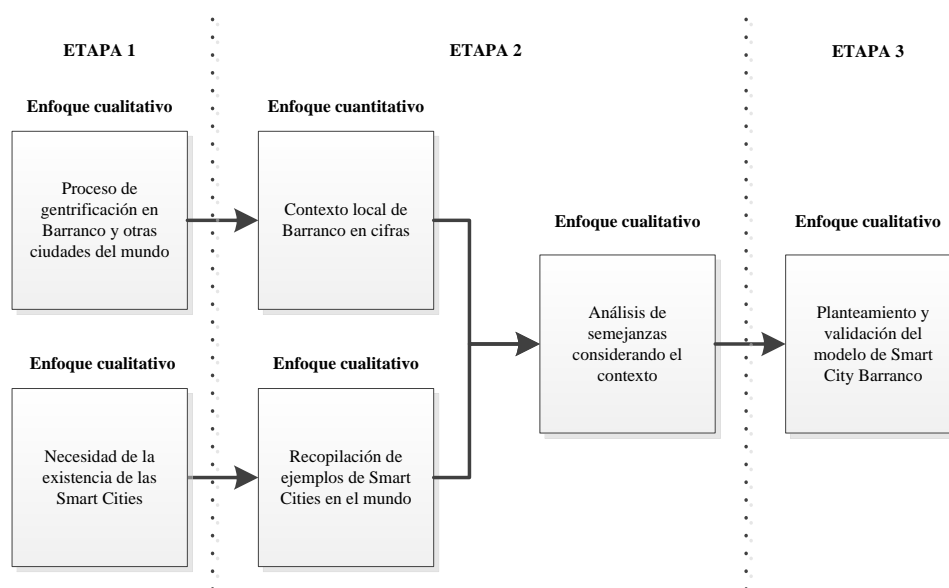 ETAPA 1
ETAPA 2
ETAPA 3
Enfoque cualitativo
Proceso de
gentrificación en
Barranco y otras
ciudades del mundo
Enfoque cuantitativo
Contexto local de
Barranco en cifras
Enfoque cualitativo
Necesidad de la
existencia de las
Smart Cities
Enfoque cualitativo
Recopilación de
ejemplos de Smart
Cities en el mundo
Enfoque cualitativo
Análisis de
semejanzas
considerando el
contexto
Enfoque cualitativo
Planteamiento y
validación del
modelo de Smart
City Barranco